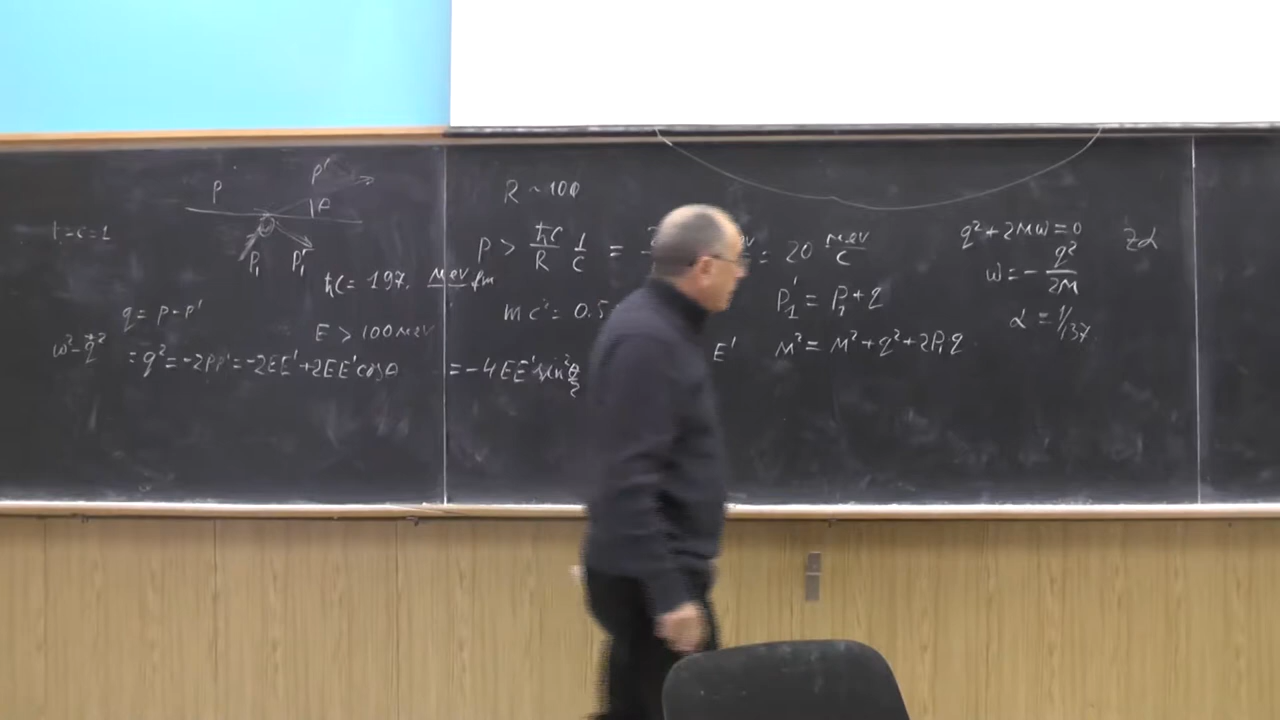 P P'
θ
ħ=c=1
P₁ P₁'
ħc = 197. Mev fm
q = P-P'
E > 100 Mev
ω²-q⃗² = q² = -2PP' = -2EE'+2EE'cosθ = -4EE'sin²θ/2
R ~ 10
P > ħc/R 1/c =
= 20 Mev/c
mc² = 0.5
E'
P₁' = P₁+q
M² = M²+q²+2P₁q
q²+2Mω=0
ω = - q²/2M
α = 1/137
Zα